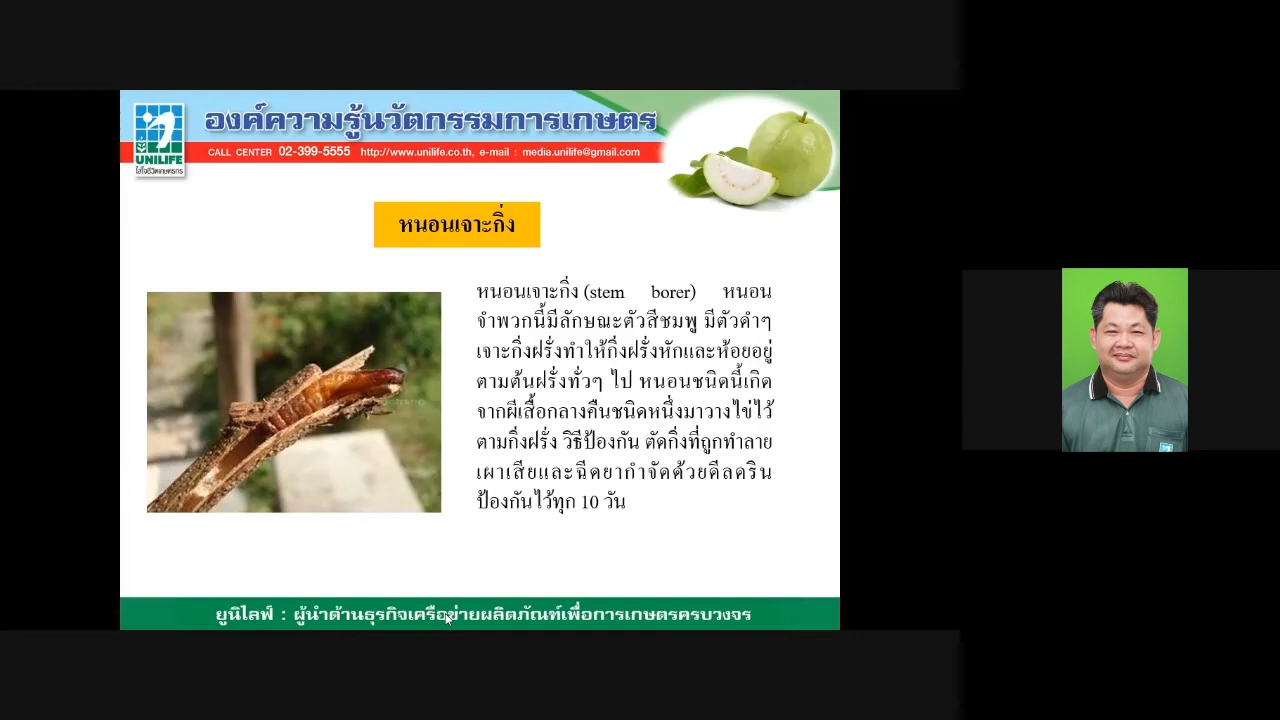 องค์ความรู้นวัตกรรมการเกษตร
CALL CENTER 02-399-5555 http://www.unilife.co.th, e-mail : media.unilife@gmail.com
UNILIFE
ใส่ใจชีวิตเกษตรกร
หนอนเจาะกิ่ง
หนอนเจาะกิ่ง (stem borer) หนอน
จำพวกนี้มีลักษณะตัวสีชมพู มีตัวดำๆ
เจาะกิ่งฝรั่งทำให้กิ่งฝรั่งหักและห้อยอยู่
ตามต้นฝรั่งทั่วๆ ไป หนอนชนิดนี้เกิด
จากผีเสื้อกลางคืนชนิดหนึ่งมาวางไข่ไว้
ตามกิ่งฝรั่ง วิธีป้องกัน ตัดกิ่งที่ถูกทำลาย
เผาเสียและฉีดยากำจัดด้วยดีลดริน
ป้องกันไว้ทุก 10 วัน
ยูนิไลฟ์ : ผู้นำด้านธุรกิจเครือข่ายผลิตภัณฑ์เพื่อการเกษตรครบวงจร